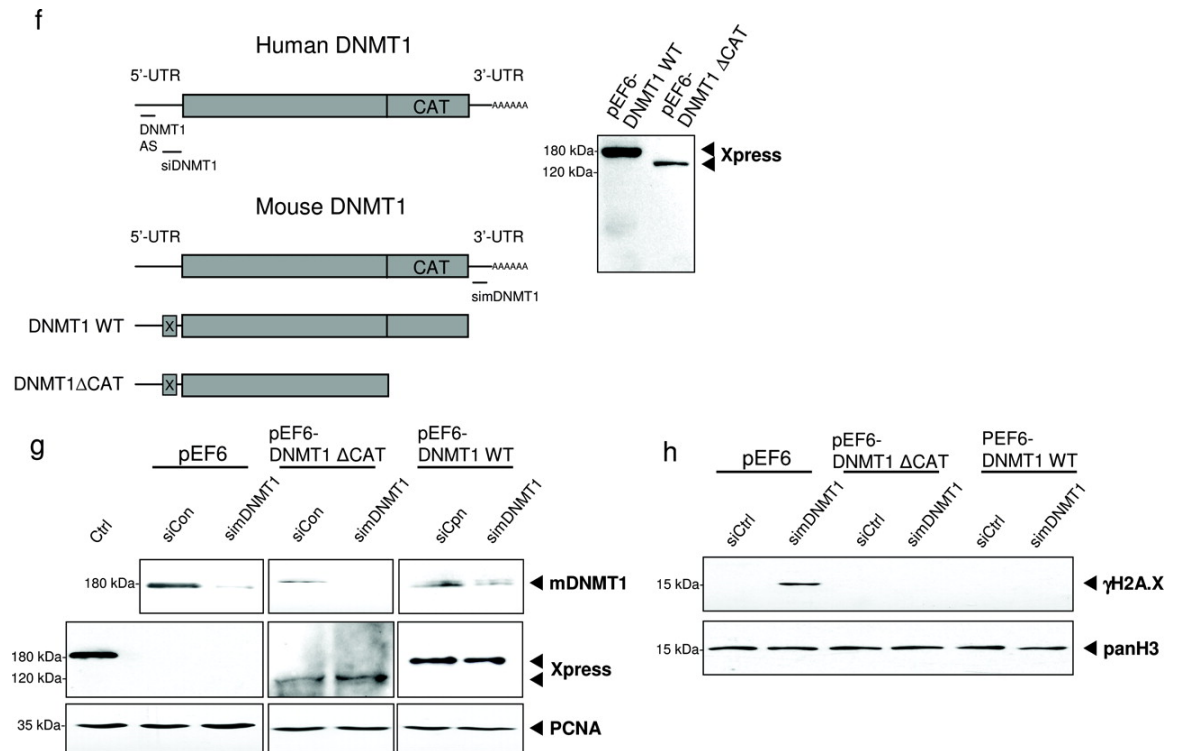 f
Human DNMT1
5'-UTR 3'-UTR
CAT AAAAAA
DNMT1
AS
siDNMT1
Mouse DNMT1
5'-UTR 3'-UTR
CAT AAAAAA
simDNMT1
DNMT1 WT X
DNMT1ΔCAT X
pEF6-
DNMT1 WT
pEF6-
DNMT1 ΔCAT
180 kDa-
120 kDa-
Xpress
g
pEF6
pEF6-
DNMT1 ΔCAT
pEF6-
DNMT1 WT
Ctrl siCon simDNMT1 siCon simDNMT1 siCpn simDNMT1
180 kDa- mDNMT1
180 kDa-
120 kDa-
Xpress
35 kDa- PCNA
h
pEF6
pEF6-
DNMT1 ΔCAT
PEF6-
DNMT1 WT
siCtrl simDNMT1 siCtrl simDNMT1 siCtrl simDNMT1
15 kDa- γH2A.X
15 kDa- panH3